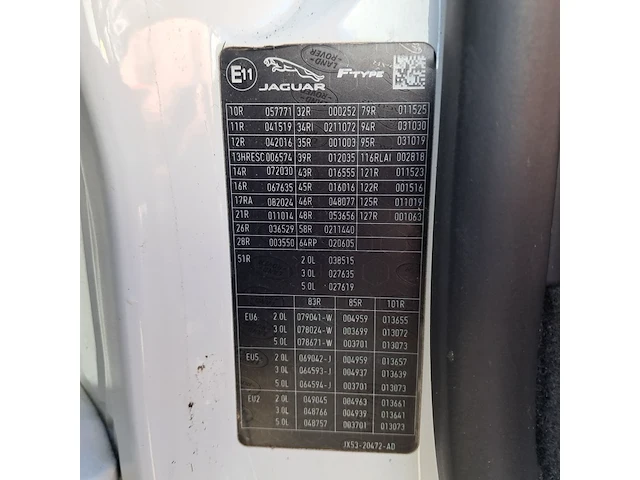 E11 JAGUAR F-TYPE
LAND-ROVER
10R 057771 32R 000252 79R 011525
11R 041519 34RI 0211072 94R 031030
12R 042016 35R 001003 95R 031019
13HRESC 006574 39R 012035 116RLAI 002818
14R 072030 43R 016555 121R 011523
16R 067635 45R 016016 122R 001516
17RA 082024 46R 048077 125R 011019
21R 011014 48R 053656 127R 001063
26R 036529 58R 0211440
28R 003550 64RP 020605
51R 2.0L 038515
3.0L 027635
5.0L 027619
83R 85R 101R
EU6 2.0L 079041-W 004959 013655
3.0L 078024-W 003699 013072
5.0L 078671-W 003701 013073
EU5 2.0L 069042-J 004959 013657
3.0L 064593-J 004937 013639
5.0L 064594-J 003701 013073
EU2 2.0L 049045 004963 013661
3.0L 048766 004939 013641
5.0L 048757 003701 013073
JX53-20472-AD